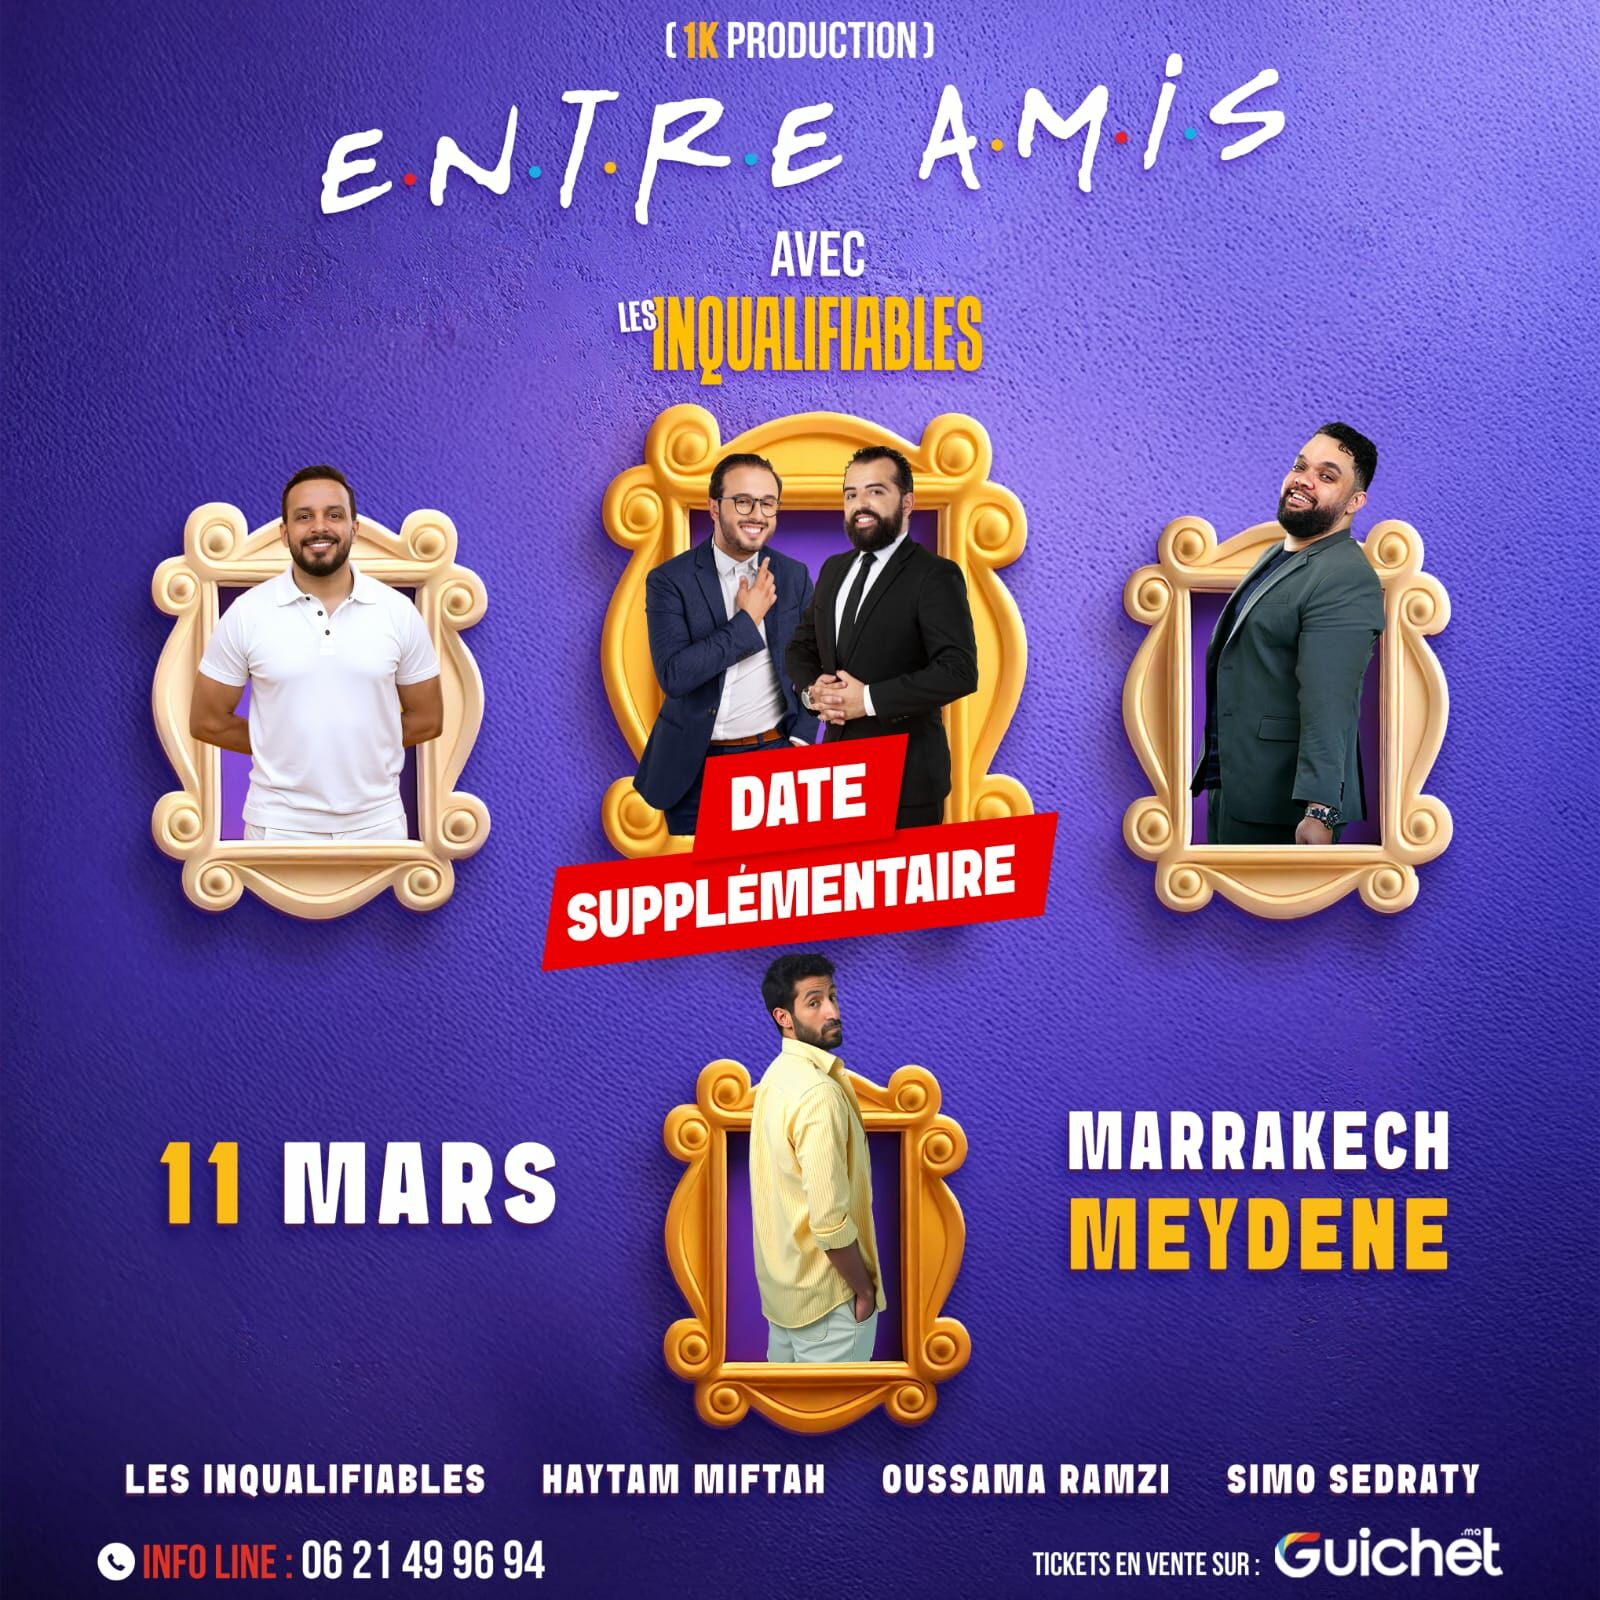 ( 1K PRODUCTION )
E.N.T.R.E A.M.I.S
AVEC
LES INQUALIFIABLES
DATE
SUPPLÉMENTAIRE
11 MARS
MARRAKECH
MEYDENE
LES INQUALIFIABLES HAYTAM MIFTAH OUSSAMA RAMZI SIMO SEDRATY
INFO LINE : 06 21 49 96 94
TICKETS EN VENTE SUR : Guichet .ma